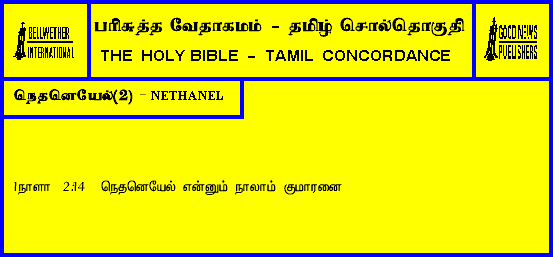 BELLWETHER
INTERNATIONAL
பரிசுத்த வேதாகமம் - தமிழ் சொல்தொகுதி
THE HOLY BIBLE - TAMIL CONCORDANCE
GOOD NEWS
PUBLISHERS
நெதனெயேல்(2) - NETHANEL
1நாளா 2:14 நெதனெயேல் என்னும் நாலாம் குமாரனை